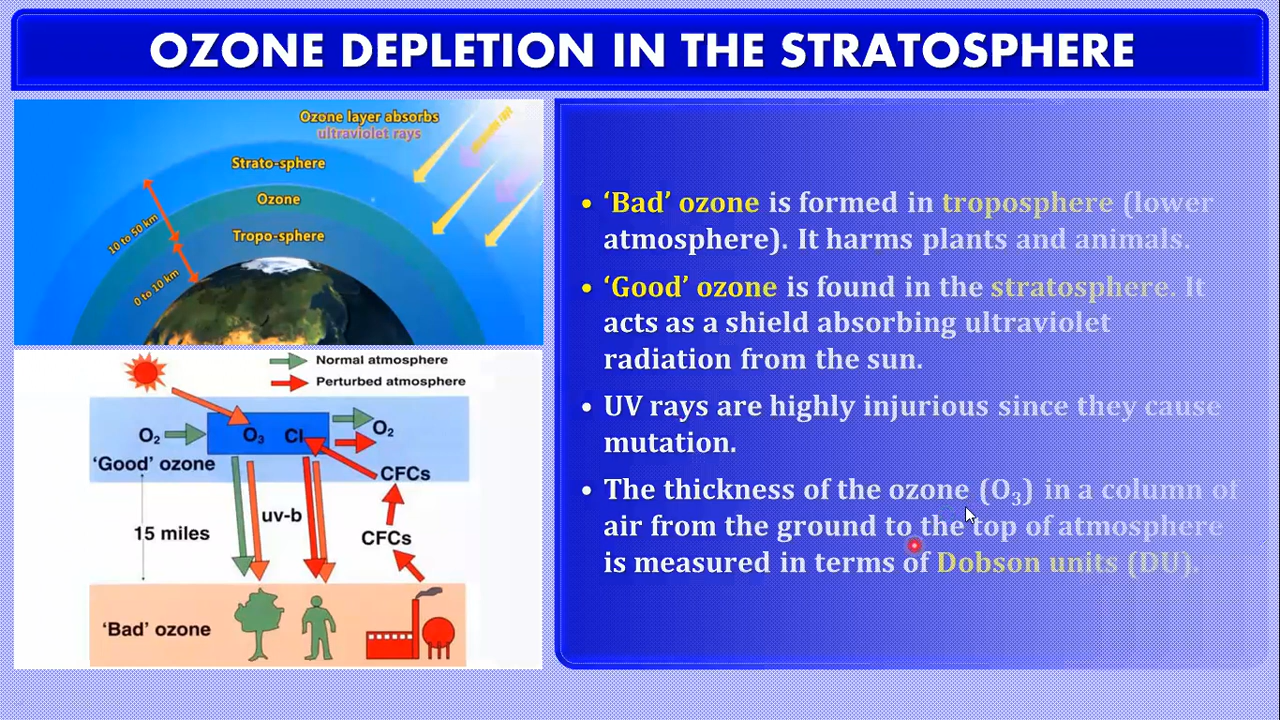 OZONE DEPLETION IN THE STRATOSPHERE
Ozone layer absorbs
ultraviolet rays
Strato-sphere
Ozone
Tropo-sphere
10 to 50 km
0 to 10 km
Normal atmosphere
Perturbed atmosphere
O₂
O₃
Cl
O₂
'Good' ozone
CFCs
uv-b
15 miles
CFCs
'Bad' ozone
• 'Bad' ozone is formed in troposphere (lower
atmosphere). It harms plants and animals.
• 'Good' ozone is found in the stratosphere. It
acts as a shield absorbing ultraviolet
radiation from the sun.
• UV rays are highly injurious since they cause
mutation.
• The thickness of the ozone (O₃) in a column of
air from the ground to the top of atmosphere
is measured in terms of Dobson units (DU).